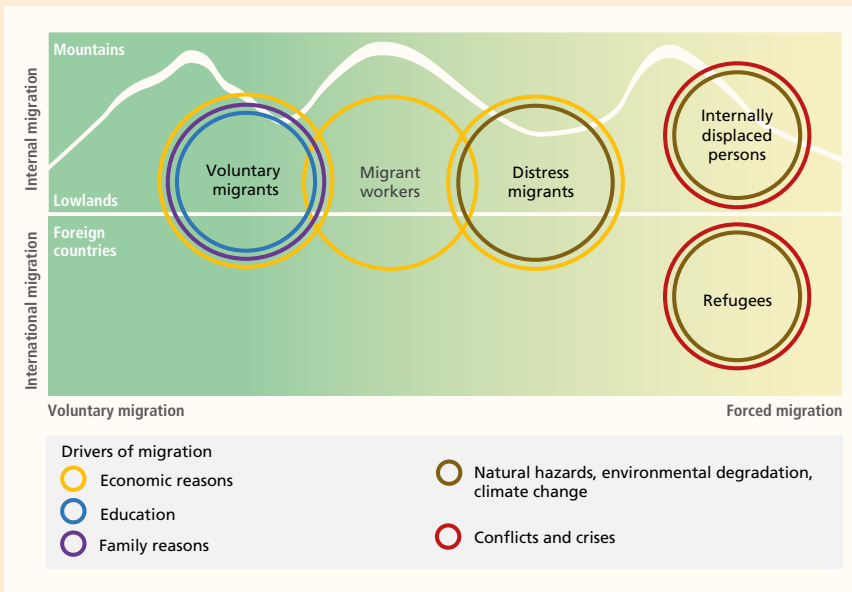 Mountains
Internal migration
Voluntary
migrants
Migrant
workers
Distress
migrants
Internally
displaced
persons
Lowlands
Foreign
countries
International migration
Refugees
Voluntary migration
Forced migration
Drivers of migration
Economic reasons
Education
Family reasons
Natural hazards, environmental degradation,
climate change
Conflicts and crises